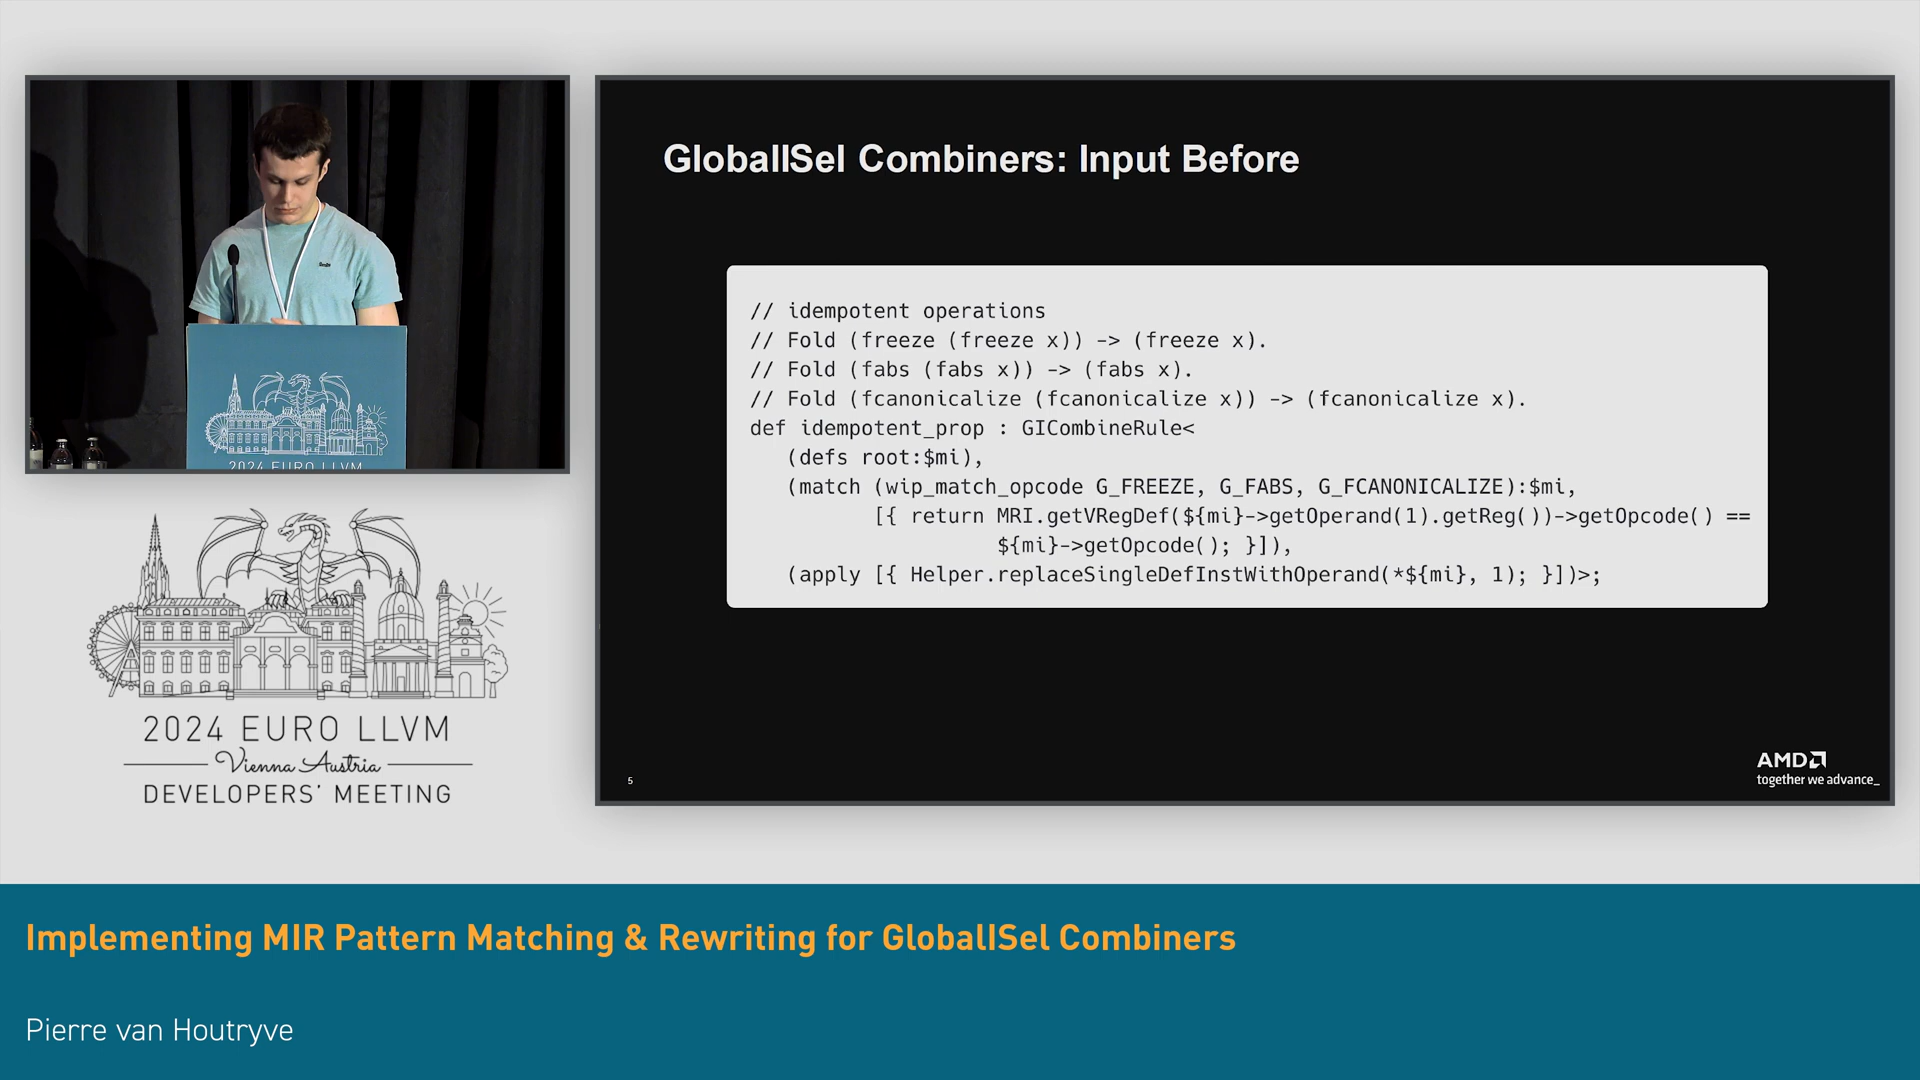 GlobalISel Combiners: Input Before
// idempotent operations
// Fold (freeze (freeze x)) -> (freeze x).
// Fold (fabs (fabs x)) -> (fabs x).
// Fold (fcanonicalize (fcanonicalize x)) -> (fcanonicalize x).
def idempotent_prop : GICombineRule<
   (defs root:$mi),
   (match (wip_match_opcode G_FREEZE, G_FABS, G_FCANONICALIZE):$mi,
          [{ return MRI.getVRegDef(${mi}->getOperand(1).getReg())->getOpcode() ==
                    ${mi}->getOpcode(); }]),
   (apply [{ Helper.replaceSingleDefInstWithOperand(*${mi}, 1); }])>;
5
AMD
together we advance_
2024 EURO LLVM
2024 EURO LLVM
Vienna Austria
DEVELOPERS' MEETING
Implementing MIR Pattern Matching & Rewriting for GlobalISel Combiners
Pierre van Houtryve